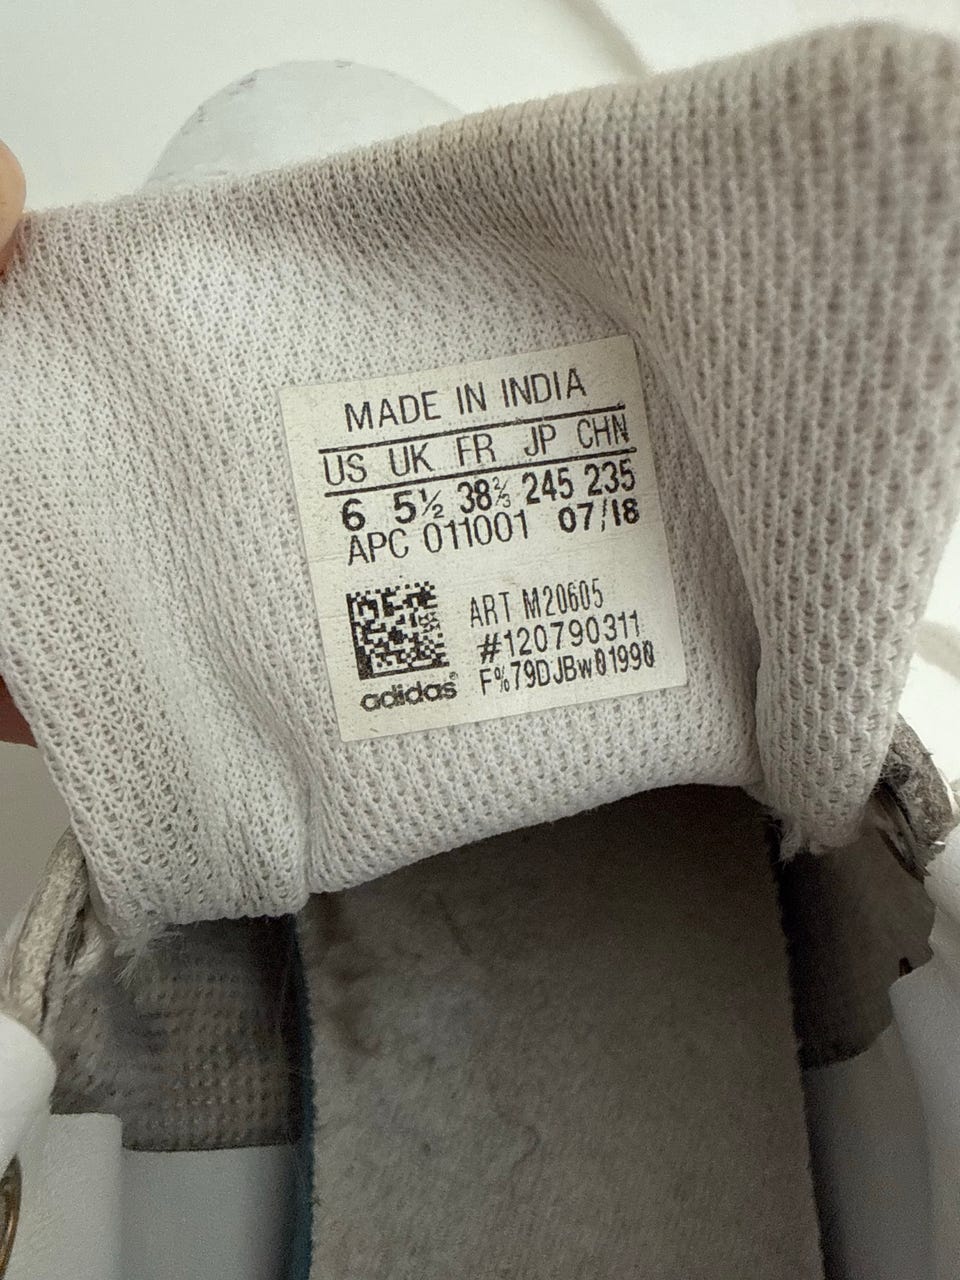 MADE IN INDIA
US UK FR JP CHN
6 5½ 38⅔ 245 235
APC 011001 07/18
ART M20605
#120790311
F%79DJBw01990
adidas